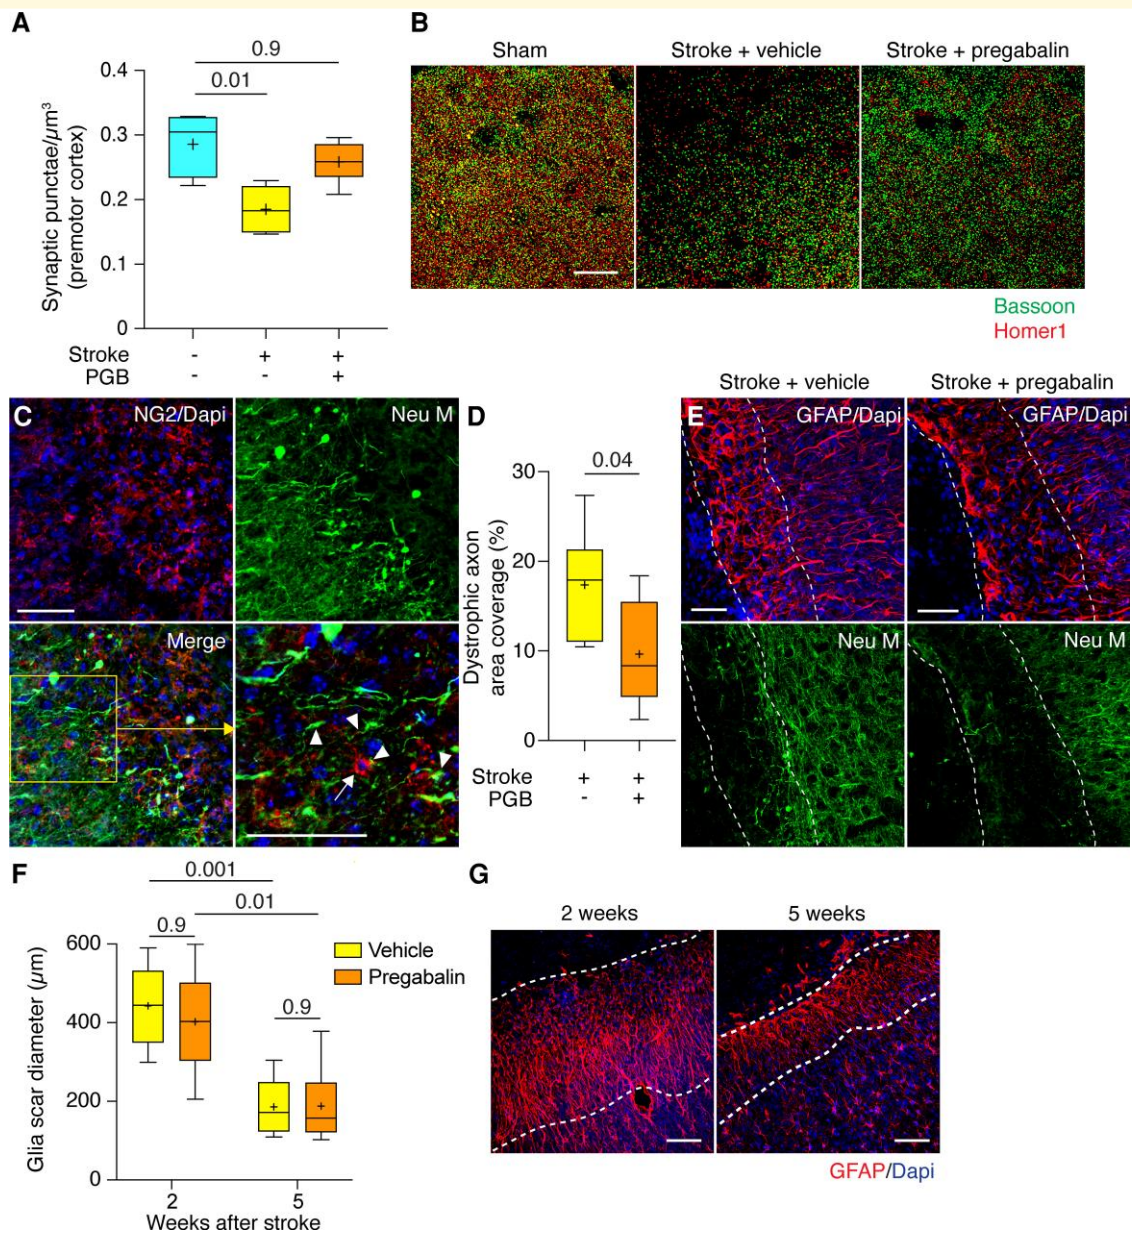 A
0.9
0.01
0.4
0.3
0.2
0.1
0
Synaptic punctae/µm³
(premotor cortex)
Stroke - + +
PGB - - +
B
Sham
Stroke + vehicle
Stroke + pregabalin
Bassoon
Homer1
C
NG2/Dapi
Neu M
Merge
D
0.04
30
20
10
0
Dystrophic axon
area coverage (%)
Stroke + +
PGB - +
Stroke + vehicle
Stroke + pregabalin
E
GFAP/Dapi
GFAP/Dapi
Neu M
Neu M
F
0.001
0.01
0.9
0.9
600
400
200
0
Glia scar diameter (µm)
Vehicle
Pregabalin
2 5
Weeks after stroke
G
2 weeks
5 weeks
GFAP/Dapi